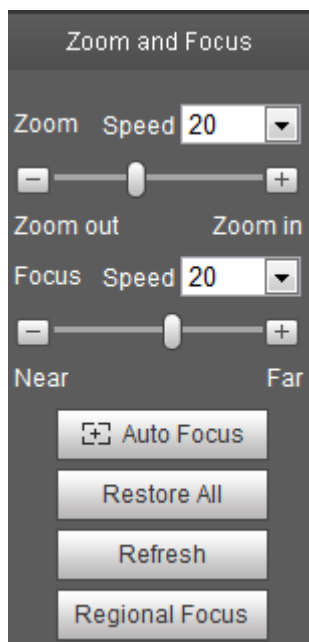 Zoom and Focus
Zoom Speed 20
Zoom out Zoom in
Focus Speed 20
Near Far
Auto Focus
Restore All
Refresh
Regional Focus